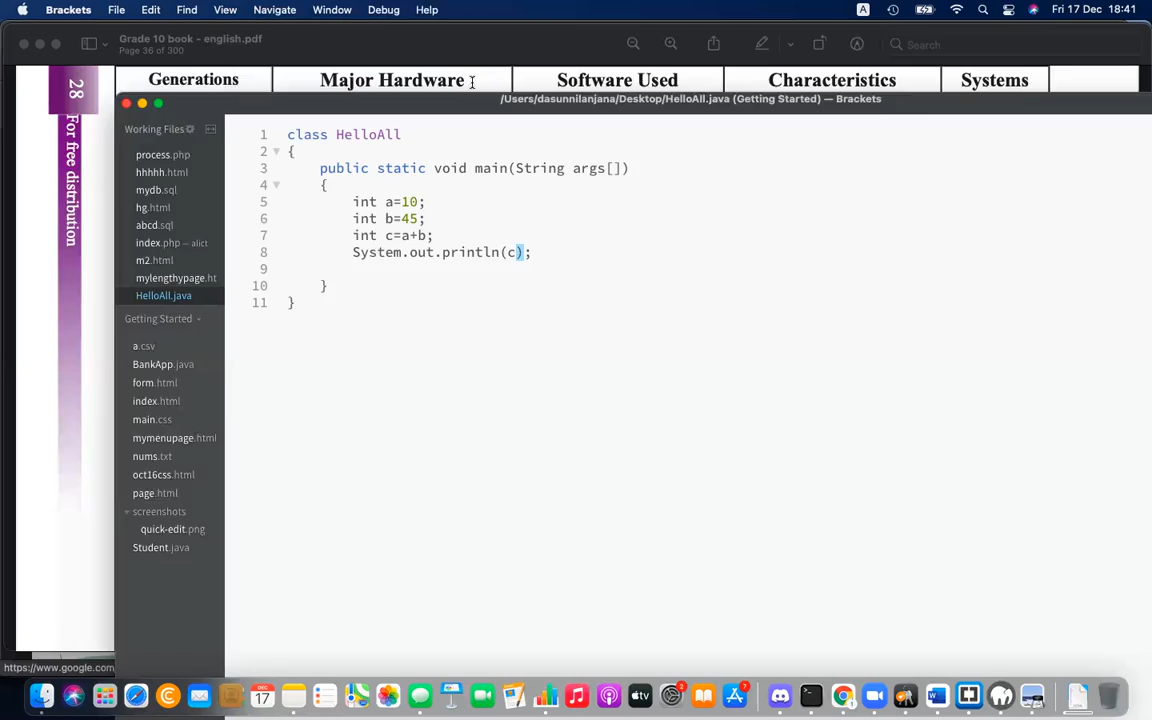 Brackets File Edit Find View Navigate Window Debug Help
A
Fri 17 Dec 18:41
Grade 10 book - english.pdf
Page 36 of 300
Search
28
For free distribution
Generations Major Hardware Software Used Characteristics Systems
/Users/dasunnilanjana/Desktop/HelloAll.java (Getting Started) — Brackets
Working Files
process.php
hhhhh.html
mydb.sql
hg.html
abcd.sql
index.php — alict
m2.html
mylengthypage.ht
HelloAll.java
Getting Started
a.csv
BankApp.java
form.html
index.html
main.css
mymenupage.html
nums.txt
oct16css.html
page.html
screenshots
quick-edit.png
Student.java
1 class HelloAll
2 {
3 public static void main(String args[])
4 {
5 int a=10;
6 int b=45;
7 int c=a+b;
8 System.out.println(c);
9
10 }
11 }
https://www.google.com
DEC
17
tv